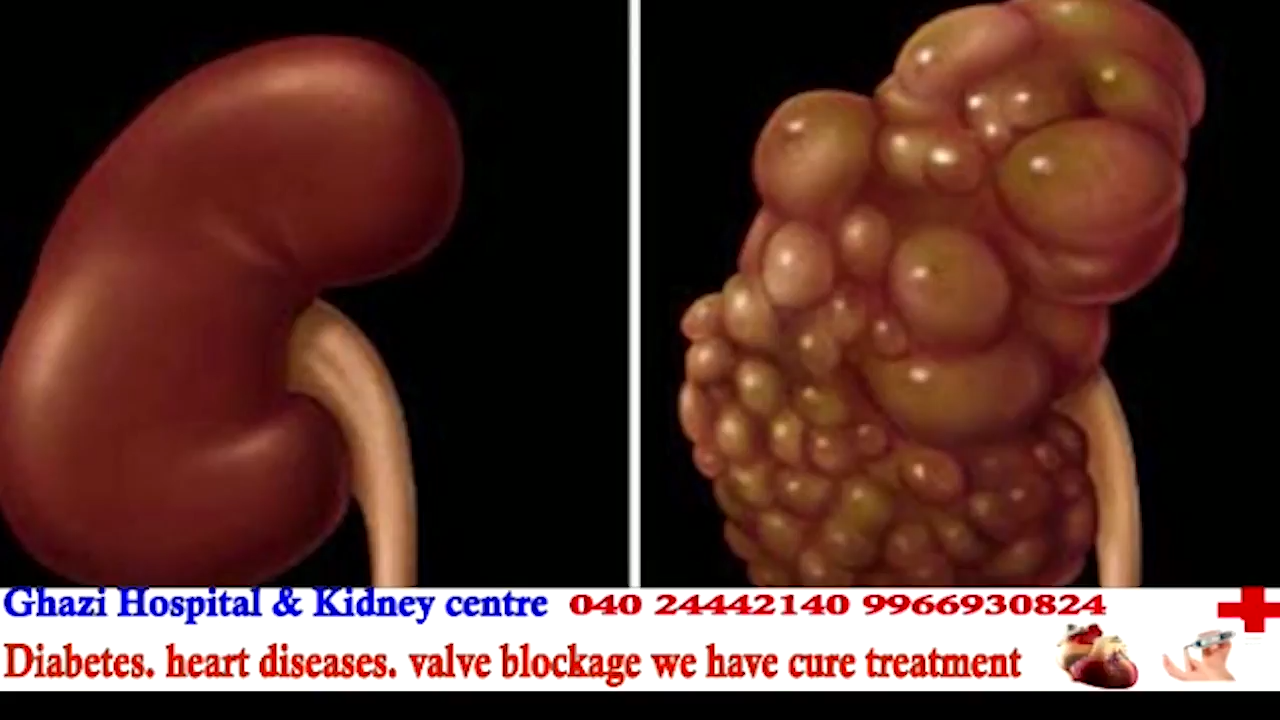 Ghazi Hospital & Kidney centre 040 24442140 9966930824
Diabetes. heart diseases. valve blockage we have cure treatment